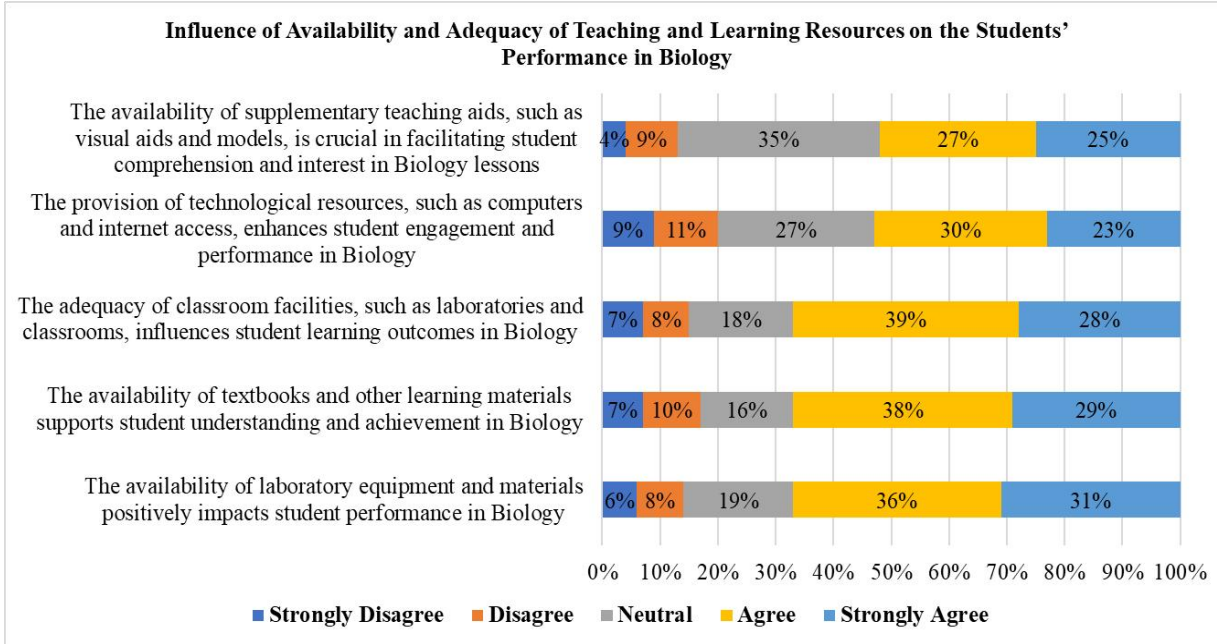 Influence of Availability and Adequacy of Teaching and Learning Resources on the Students'
Performance in Biology
The availability of supplementary teaching aids, such as
visual aids and models, is crucial in facilitating student
comprehension and interest in Biology lessons
4% 9% 35% 27% 25%
The provision of technological resources, such as computers
and internet access, enhances student engagement and
performance in Biology
9% 11% 27% 30% 23%
The adequacy of classroom facilities, such as laboratories and
classrooms, influences student learning outcomes in Biology
7% 8% 18% 39% 28%
The availability of textbooks and other learning materials
supports student understanding and achievement in Biology
7% 10% 16% 38% 29%
The availability of laboratory equipment and materials
positively impacts student performance in Biology
6% 8% 19% 36% 31%
0% 10% 20% 30% 40% 50% 60% 70% 80% 90% 100%
Strongly Disagree Disagree Neutral Agree Strongly Agree